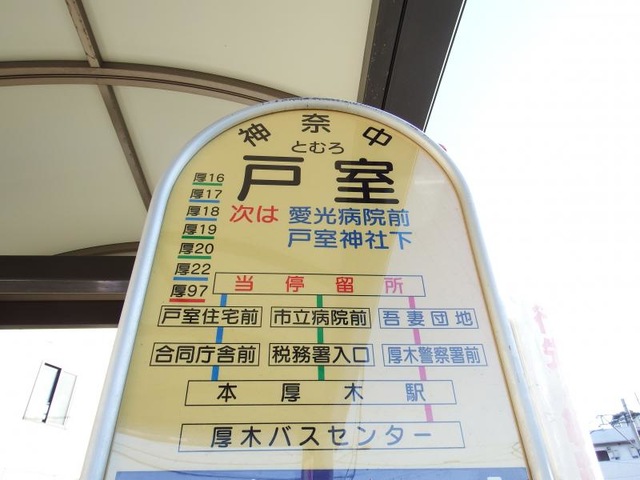 神奈中
とむろ
戸室
厚16
厚17
厚18
厚19
厚20
厚22
厚97
次は 愛光病院前
戸室神社下
当停留所
戸室住宅前 市立病院前 吾妻団地
合同庁舎前 税務署入口 厚木警察署前
本厚木駅
厚木バスセンター